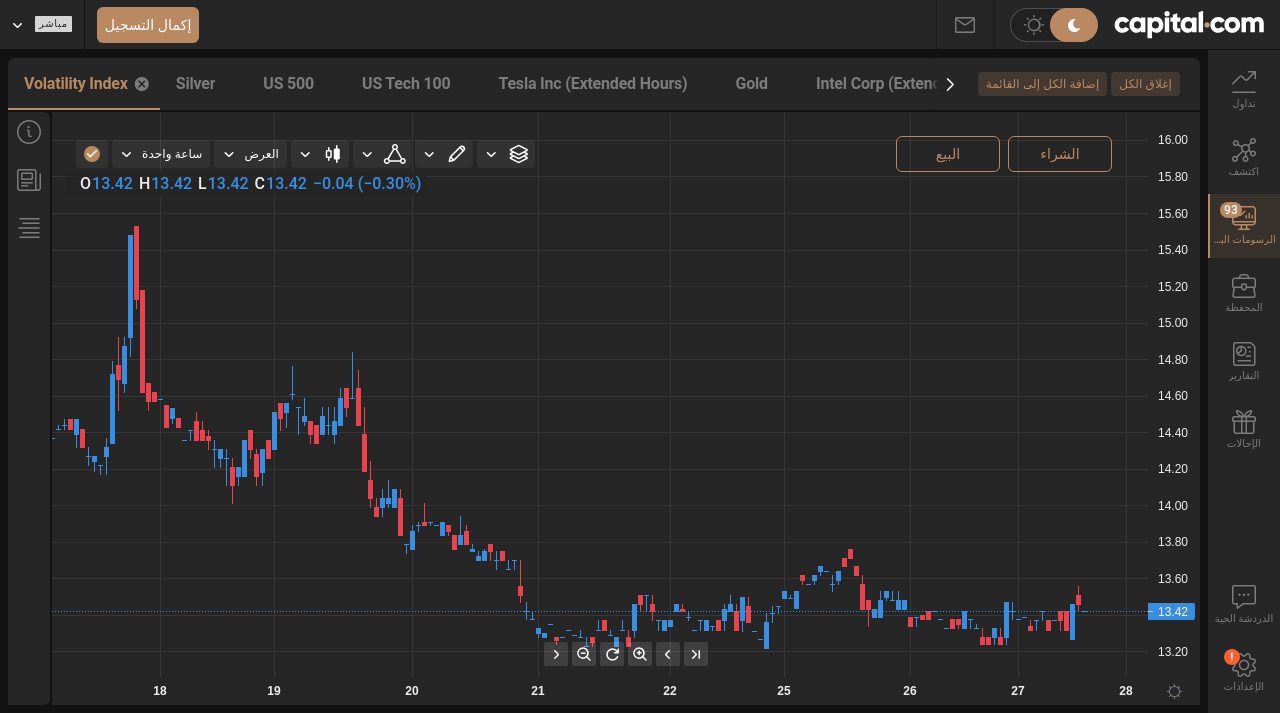 مباشر
إكمال التسجيل
capital.com
Volatility Index
Silver
US 500
US Tech 100
Tesla Inc (Extended Hours)
Gold
Intel Corp (Extenc
إضافة الكل إلى القائمة
إغلاق الكل
ساعة واحدة
العرض
البيع
الشراء
O13.42 H13.42 L13.42 C13.42 −0.04 (−0.30%)
16.00
15.80
15.60
15.40
15.20
15.00
14.80
14.60
14.40
14.20
14.00
13.80
13.60
13.42
13.20
18
19
20
21
22
25
26
27
28
تداول
اكتشف
93
الرسومات الب...
المحفظة
التقارير
الإحالات
الدردشة الحية
!
الإعدادات